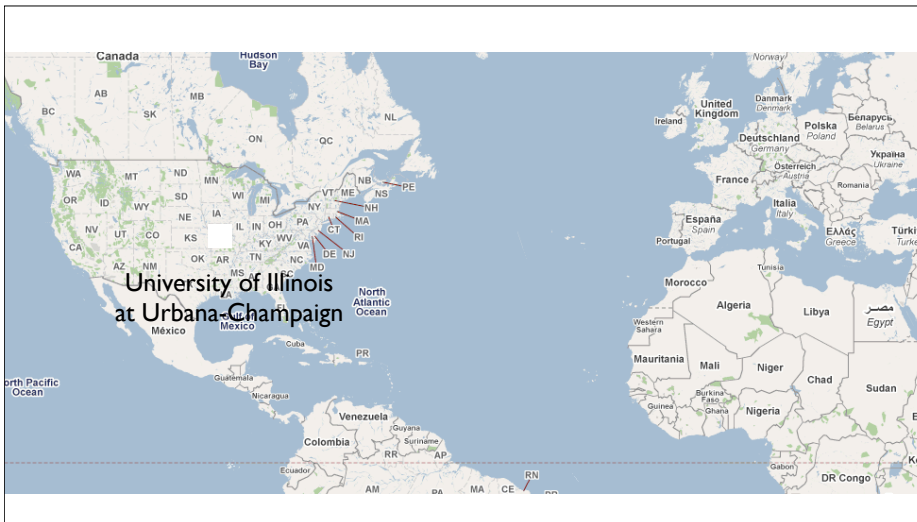 Canada
Hudson
Bay
Norway
AB
MB
BC
SK
NL
ON
QC
United
Kingdom
Ireland
Danmark
Denmark
Беларусь
Belarus
Polska
Poland
Deutschland
Germany
Україна
Ukraine
Österreich
Austria
France
Romania
WA
MT
ND
MN
NB
PE
NS
VT
ME
OR
ID
SD
WI
MI
NY
NH
MA
RI
CT
NE
IA
IL
IN
OH
PA
NV
UT
CO
KS
KY
WV
VA
DE
NJ
MD
CA
AZ
NM
OK
AR
TN
NC
MS
SC
España
Spain
Portugal
Italia
Italy
Ελλάς
Greece
Türki
Turke
University of Illinois
at Urbana-Champaign
North
Atlantic
Ocean
Mexico
México
Cuba
PR
Guatemala
Nicaragua
orth Pacific
Ocean
Tunisia
Morocco
Algeria
Libya
مصر
Egypt
Western
Sahara
Mauritania
Mali
Niger
Chad
Sudan
Burkina
Faso
Guinea
Ghana
Nigeria
Venezuela
Guyana
Suriname
Colombia
RR
AP
Ecuador
AM
PA
MA
CE
RN
Gabon
DR Congo